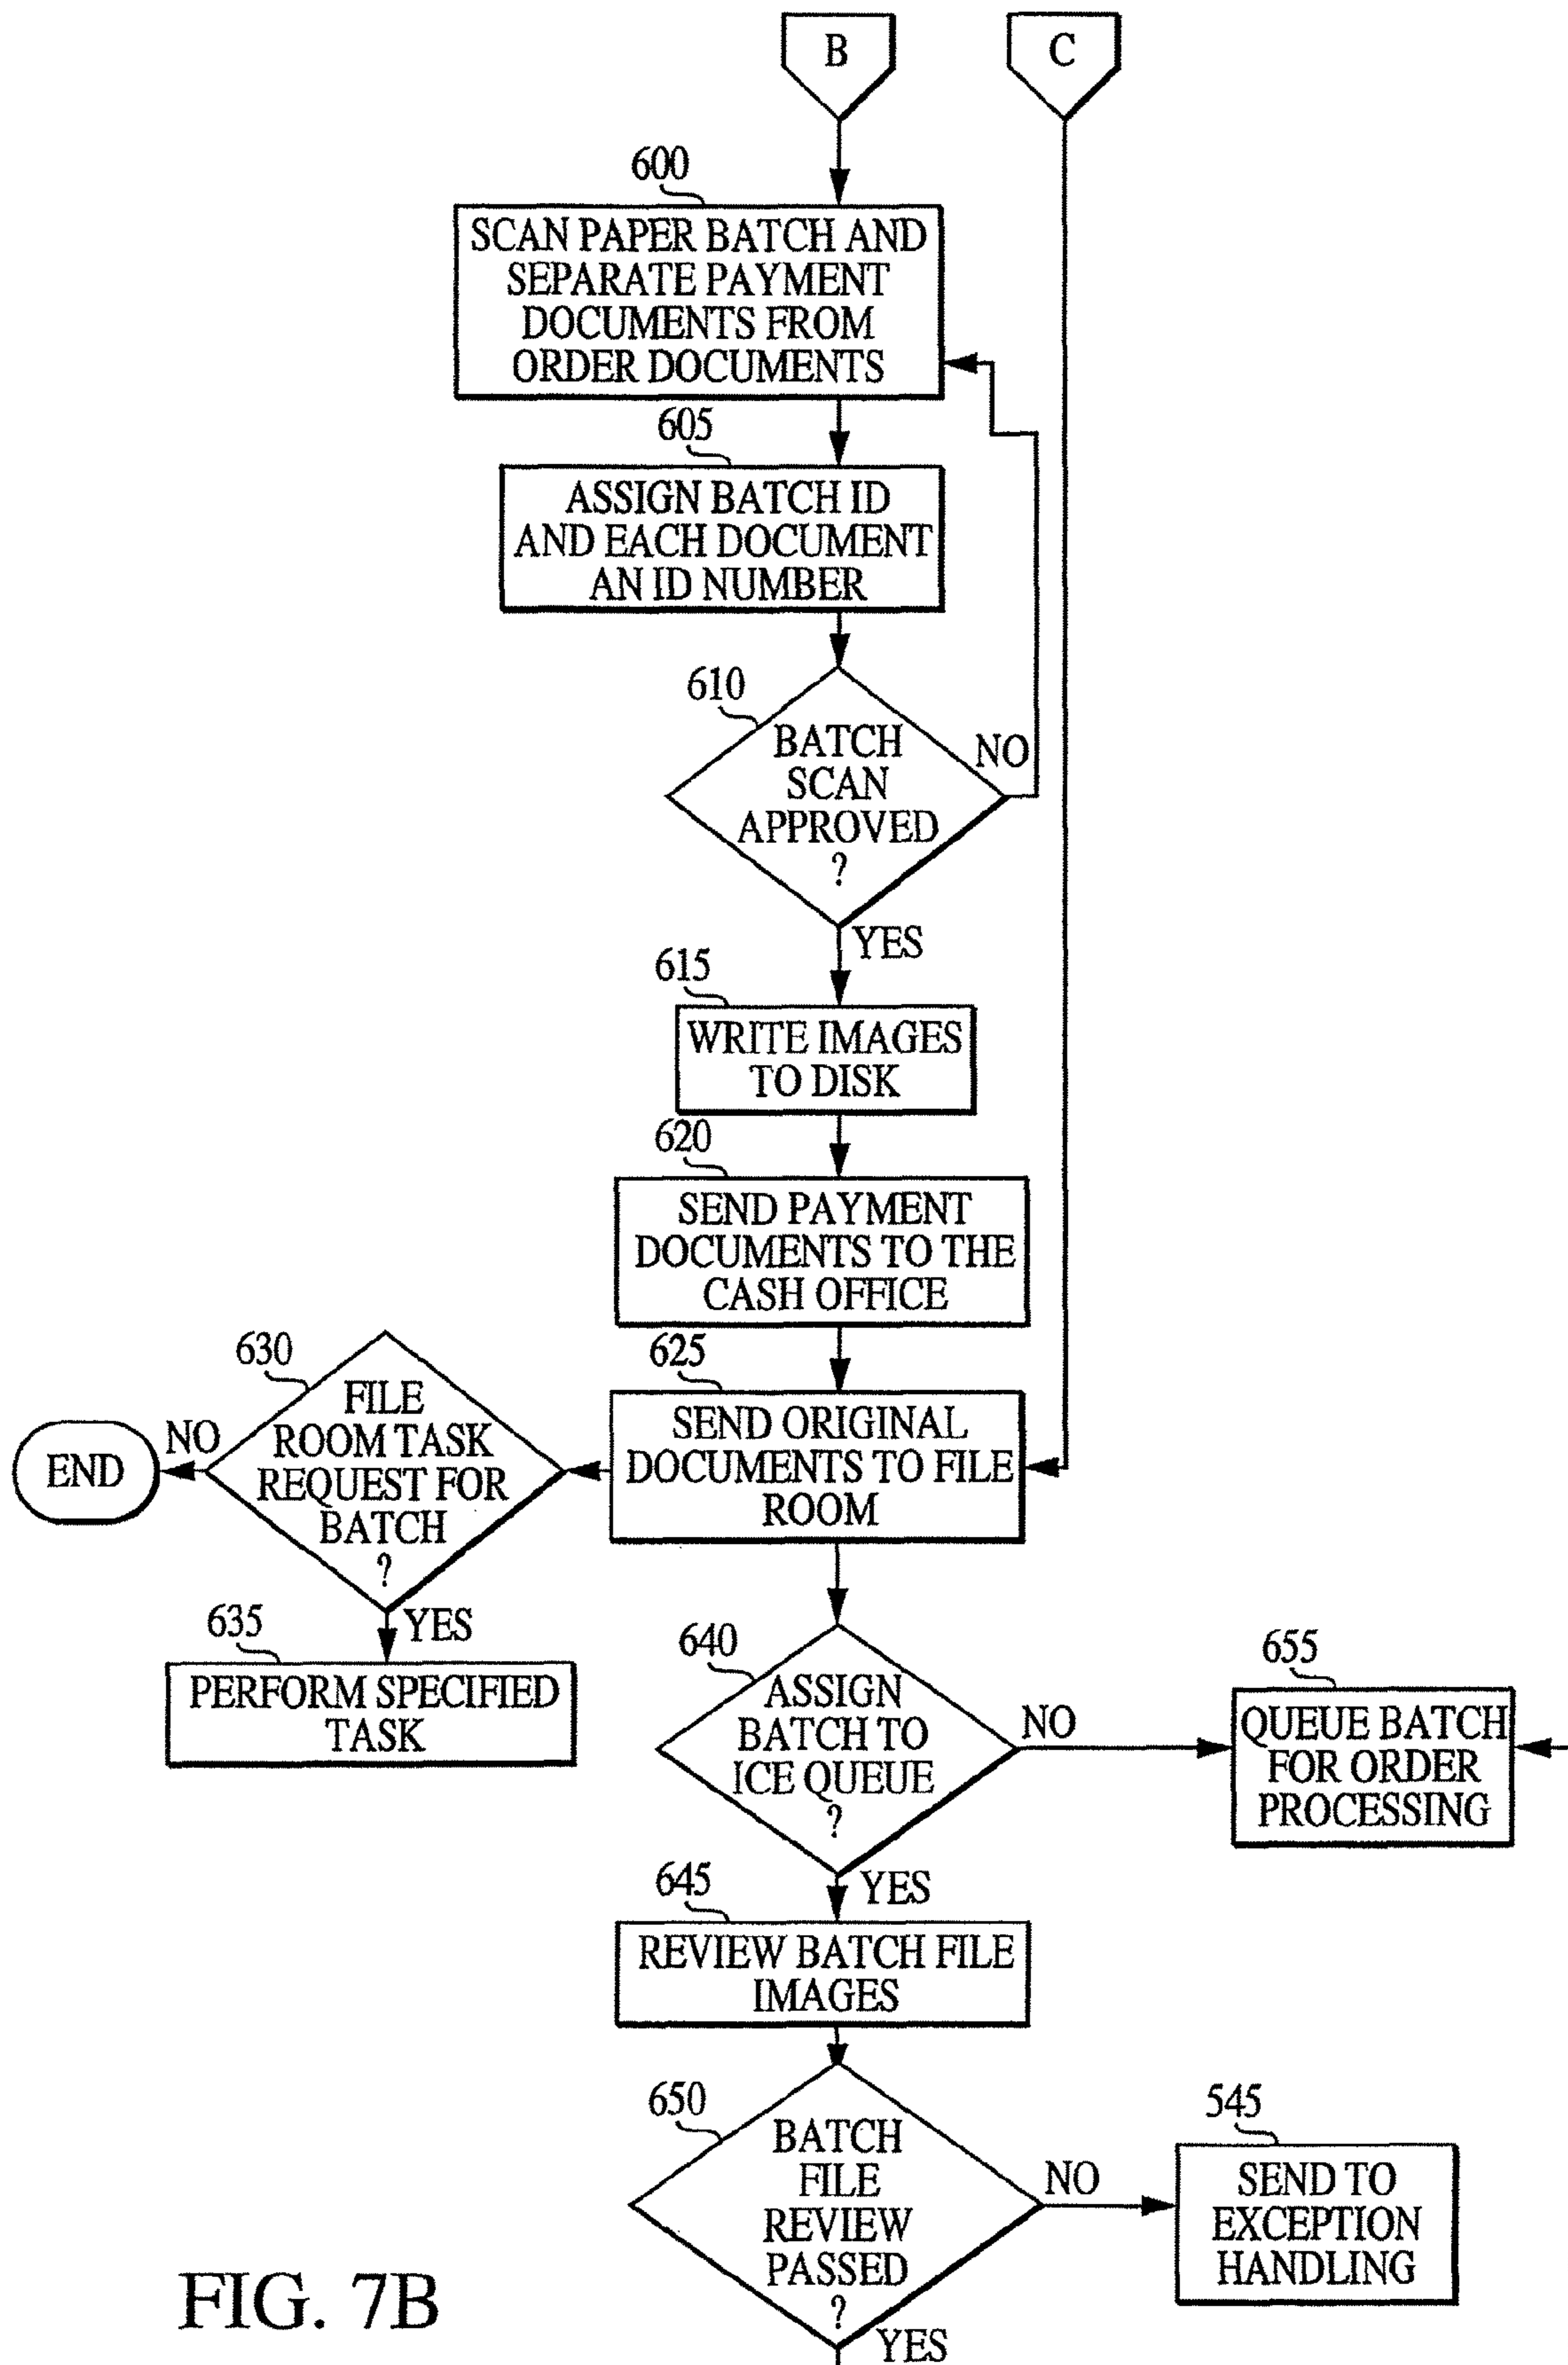 B
C
600
SCAN PAPER BATCH AND
SEPARATE PAYMENT
DOCUMENTS FROM
ORDER DOCUMENTS
605
ASSIGN BATCH ID
AND EACH DOCUMENT
AN ID NUMBER
610
BATCH
SCAN
APPROVED
?
NO
YES
615
WRITE IMAGES
TO DISK
620
SEND PAYMENT
DOCUMENTS TO THE
CASH OFFICE
625
SEND ORIGINAL
DOCUMENTS TO FILE
ROOM
630
FILE
ROOM TASK
REQUEST FOR
BATCH
?
NO
END
YES
635
PERFORM SPECIFIED
TASK
640
ASSIGN
BATCH TO
ICE QUEUE
?
NO
655
QUEUE BATCH
FOR ORDER
PROCESSING
YES
645
REVIEW BATCH FILE
IMAGES
650
BATCH
FILE
REVIEW
PASSED
?
NO
545
SEND TO
EXCEPTION
HANDLING
YES
FIG. 7B